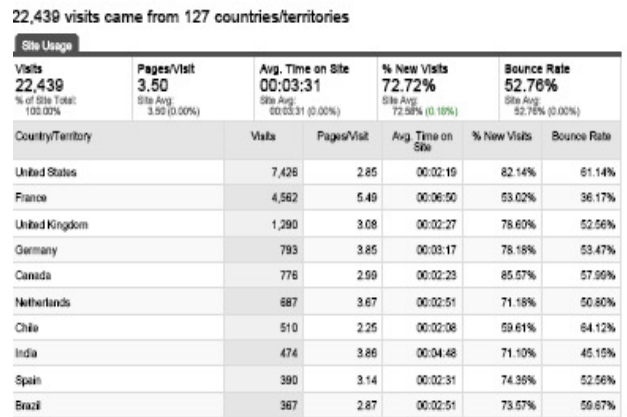 22,439 visits came from 127 countries/territories
Site Usage
Visits Pages/Visit Avg. Time on Site % New Visits Bounce Rate
22,439 3.50 00:03:31 72.72% 52.76%
% of Site Total: Site Avg: Site Avg: Site Avg: Site Avg:
100.00% 3.50 (0.00%) 00:03:31 (0.00%) 72.58% (0.18%) 52.76% (0.00%)
Country/Territory Visits Pages/Visit Avg. Time on Site % New Visits Bounce Rate
United States 7,426 2.85 00:02:19 82.14% 61.14%
France 4,562 5.49 00:06:50 53.02% 36.17%
United Kingdom 1,290 3.08 00:02:27 78.60% 52.56%
Germany 793 3.85 00:03:17 78.18% 53.47%
Canada 776 2.99 00:02:23 85.57% 57.99%
Netherlands 687 3.67 00:02:51 71.18% 50.80%
Chile 510 2.25 00:02:08 59.61% 64.12%
India 474 3.86 00:04:48 71.10% 45.15%
Spain 390 3.14 00:02:31 74.36% 52.56%
Brazil 367 2.87 00:02:51 73.57% 59.67%